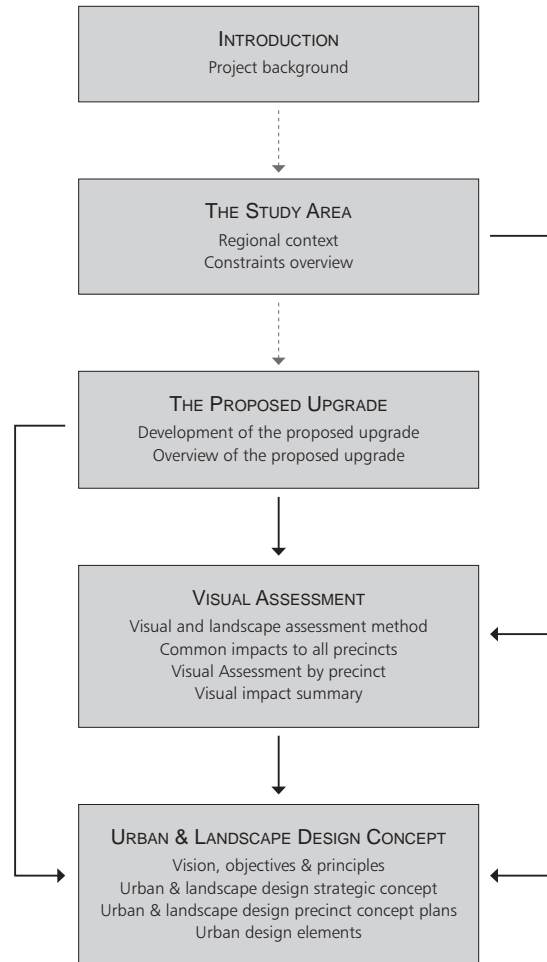 INTRODUCTION
Project background
THE STUDY AREA
Regional context
Constraints overview
THE PROPOSED UPGRADE
Development of the proposed upgrade
Overview of the proposed upgrade
VISUAL ASSESSMENT
Visual and landscape assessment method
Common impacts to all precincts
Visual Assessment by precinct
Visual impact summary
URBAN & LANDSCAPE DESIGN CONCEPT
Vision, objectives & principles
Urban & landscape design strategic concept
Urban & landscape design precinct concept plans
Urban design elements